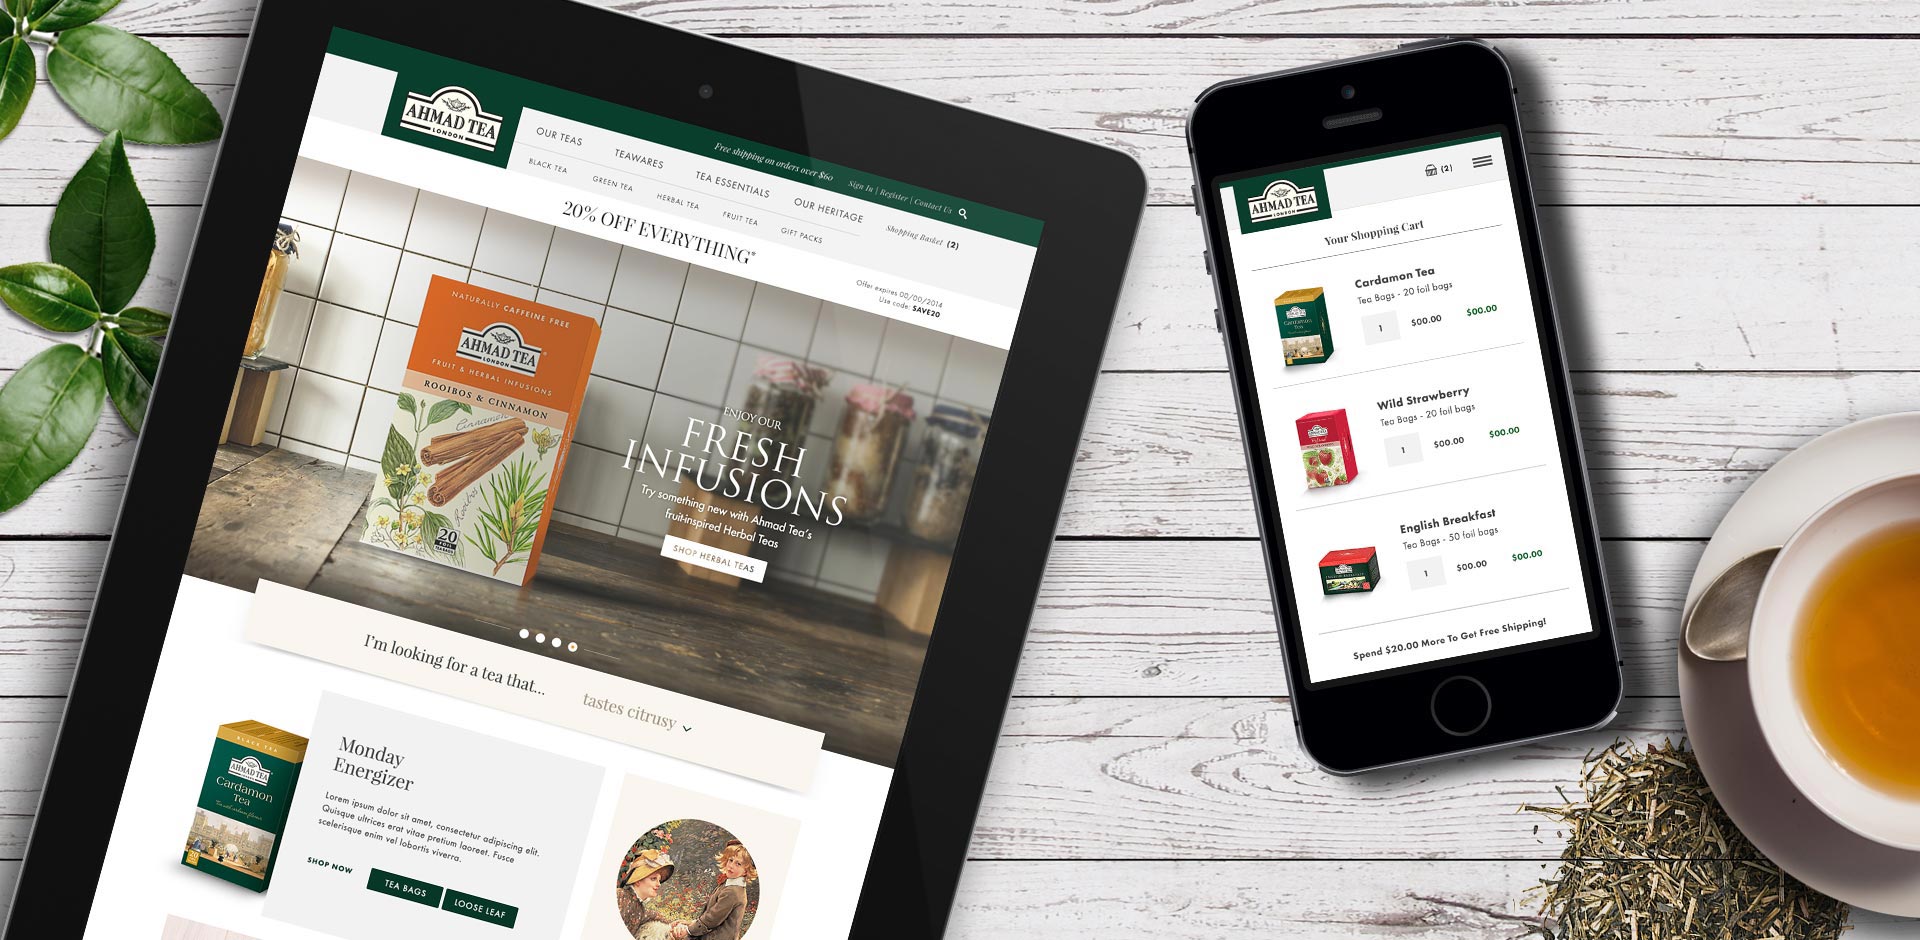 Free shipping on orders over $60
Sign In | Register | Contact Us
AHMAD TEA
LONDON
OUR TEAS
TEAWARES
TEA ESSENTIALS
OUR HERITAGE
BLACK TEA
GREEN TEA
HERBAL TEA
FRUIT TEA
GIFT PACKS
Shopping Basket (2)
20% OFF EVERYTHING*
Offer expires 00/00/2014
Use code: SAVE20
NATURALLY CAFFEINE FREE
AHMAD TEA
LONDON
FRUIT & HERBAL INFUSIONS
ROOIBOS & CINNAMON
Cinnamon
Rooibos
20
FOIL
TEA BAGS
ENJOY OUR
FRESH
INFUSIONS
Try something new with Ahmad Tea's
fruit-inspired Herbal Teas
SHOP HERBAL TEAS
I'm looking for a tea that...
tastes citrusy
BLACK TEA
AHMAD TEA
Cardamon
Tea
Monday
Energizer
Lorem ipsum dolor sit amet, consectetur adipiscing elit.
Quisque ultrices erat vitae pretium laoreet. Fusce
scelerisque enim vel lobortis viverra.
SHOP NOW
TEA BAGS
LOOSE LEAF
AHMAD TEA
LONDON
(2)
Your Shopping Cart
Cardamon
Tea
Cardamon Tea
Tea Bags - 20 foil bags
1
$00.00
$00.00
Wild Strawberry
Tea Bags - 20 foil bags
1
$00.00
$00.00
English Breakfast
Tea Bags - 50 foil bags
1
$00.00
$00.00
Spend $20.00 More To Get Free Shipping!